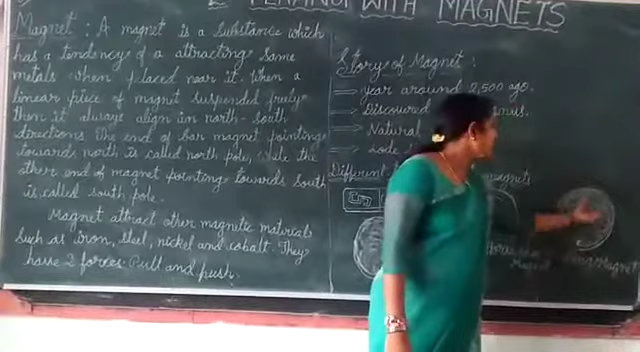 WITH MAGNETS
Magnet : A magnet is a substance which
has a tendency of a attracting some
metals when placed near it. When a
linear piece of magnet suspended freely
then it always align in north - south
directions The end of bar magnet pointing
towards north is called north pole, while the
other end of magnet pointing towards south
is called south pole.
Magnet attract other magnetic materials
such as iron, steel, nickel and cobalt. They
have 2 forces. Pull and push.
Story of Magnet :
year around 2,500 ago.
Discovered
Natural
Lode
Different
magnets
Magnet
Magnet